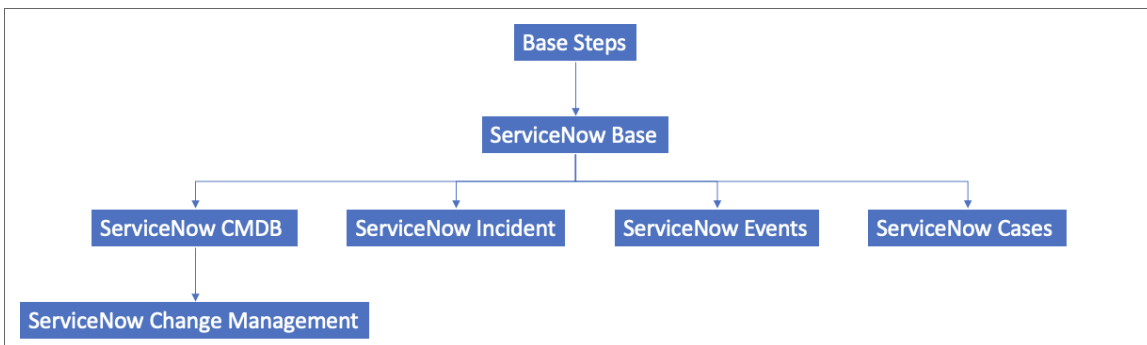 Base Steps
ServiceNow Base
ServiceNow CMDB
ServiceNow Incident
ServiceNow Events
ServiceNow Cases
ServiceNow Change Management